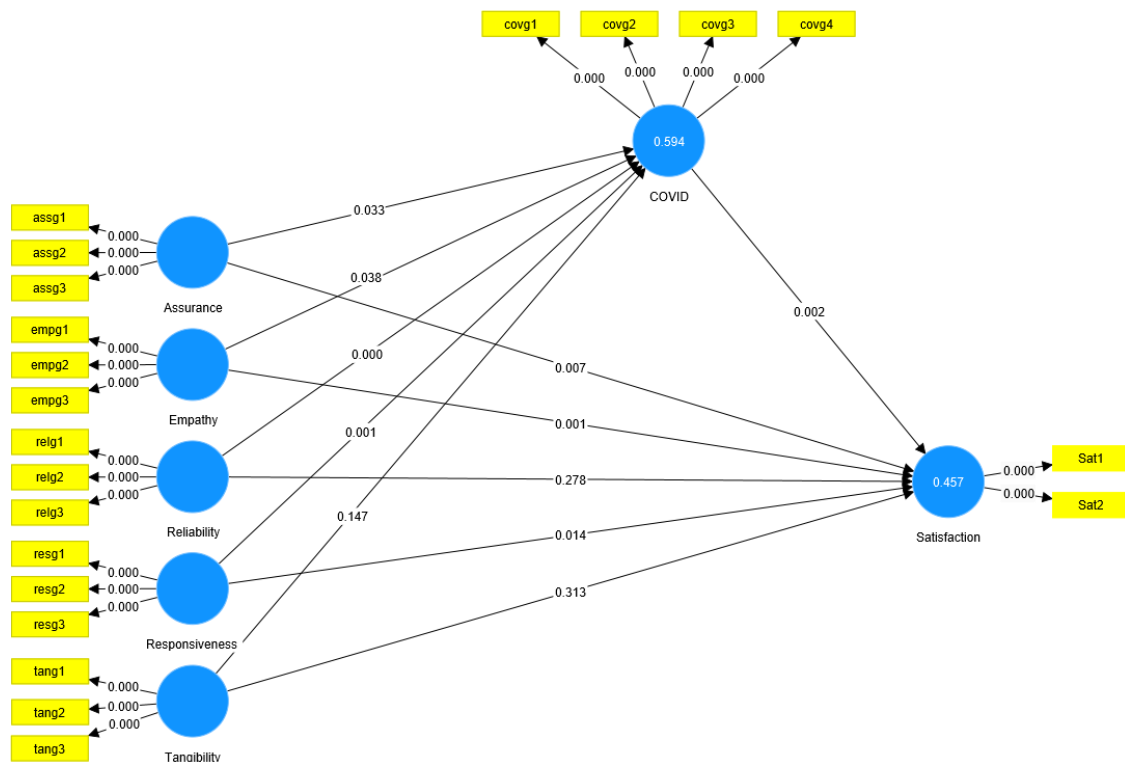 covg1 covg2 covg3 covg4
0.000 0.000 0.000 0.000
0.594
COVID
assg1
assg2
assg3
0.000
0.000
0.000
Assurance
0.033
0.007
empg1
empg2
empg3
0.000
0.000
0.000
Empathy
0.038
0.001
relg1
relg2
relg3
0.000
0.000
0.000
Reliability
0.000
0.278
resg1
resg2
resg3
0.000
0.000
0.000
Responsiveness
0.001
0.014
tang1
tang2
tang3
0.000
0.000
0.000
Tangibility
0.147
0.313
0.002
0.457
Satisfaction
0.000
0.000
Sat1
Sat2